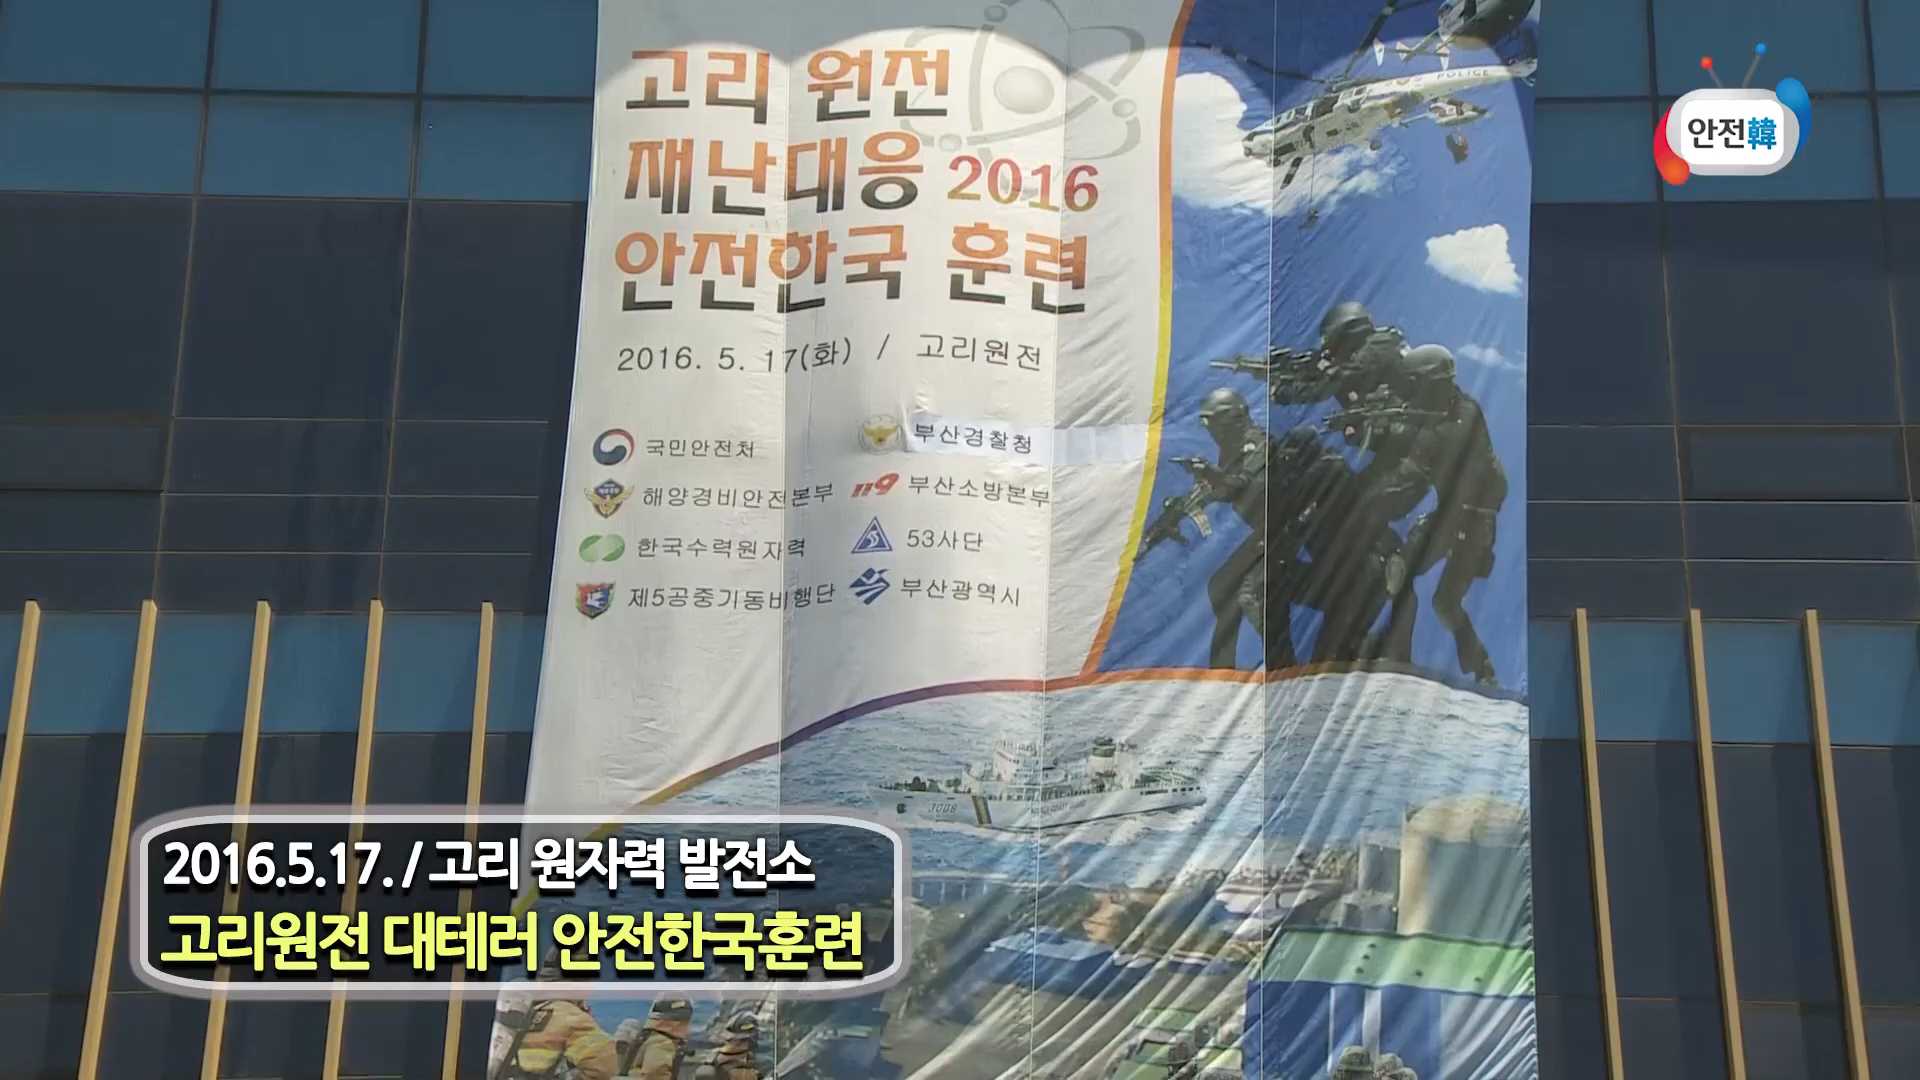 고리 원전
재난대응 2016
안전한국 훈련
2016. 5. 17(화) / 고리원전
국민안전처
부산경찰청
해양경비안전본부
119 부산소방본부
한국수력원자력
53사단
제5공중기동비행단
부산광역시
POLICE
3008
안전韓
2016.5.17. / 고리 원자력 발전소
고리원전 대테러 안전한국훈련